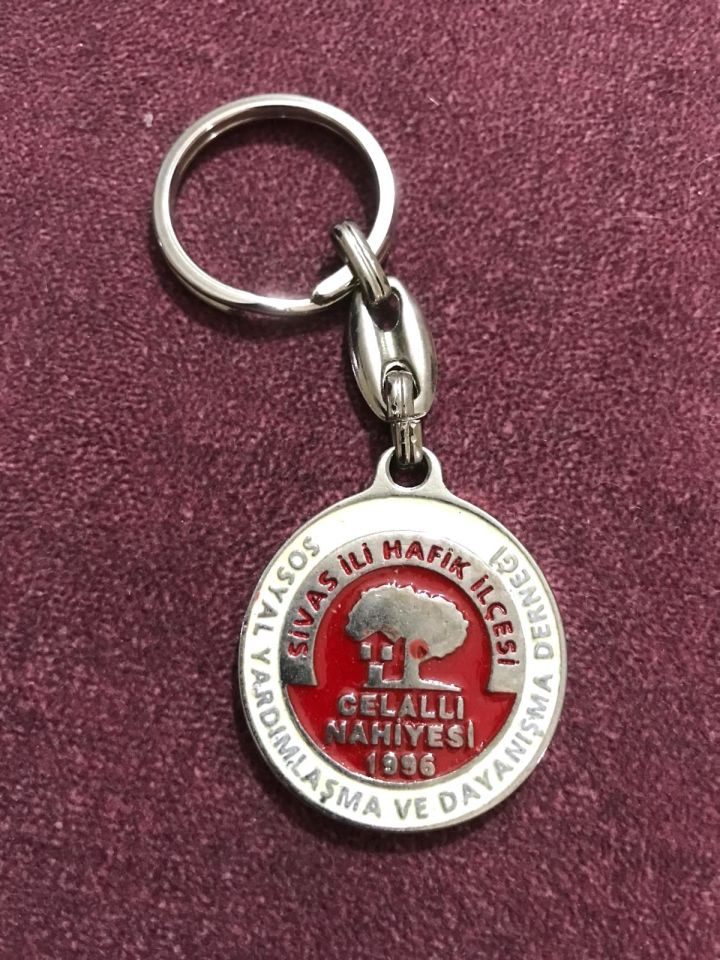 SİVAS İLİ HAFİK İLÇESİ
CELALLİ
NAHİYESİ
1996
SOSYAL YARDIMLAŞMA VE DAYANIŞMA DERNEĞİ